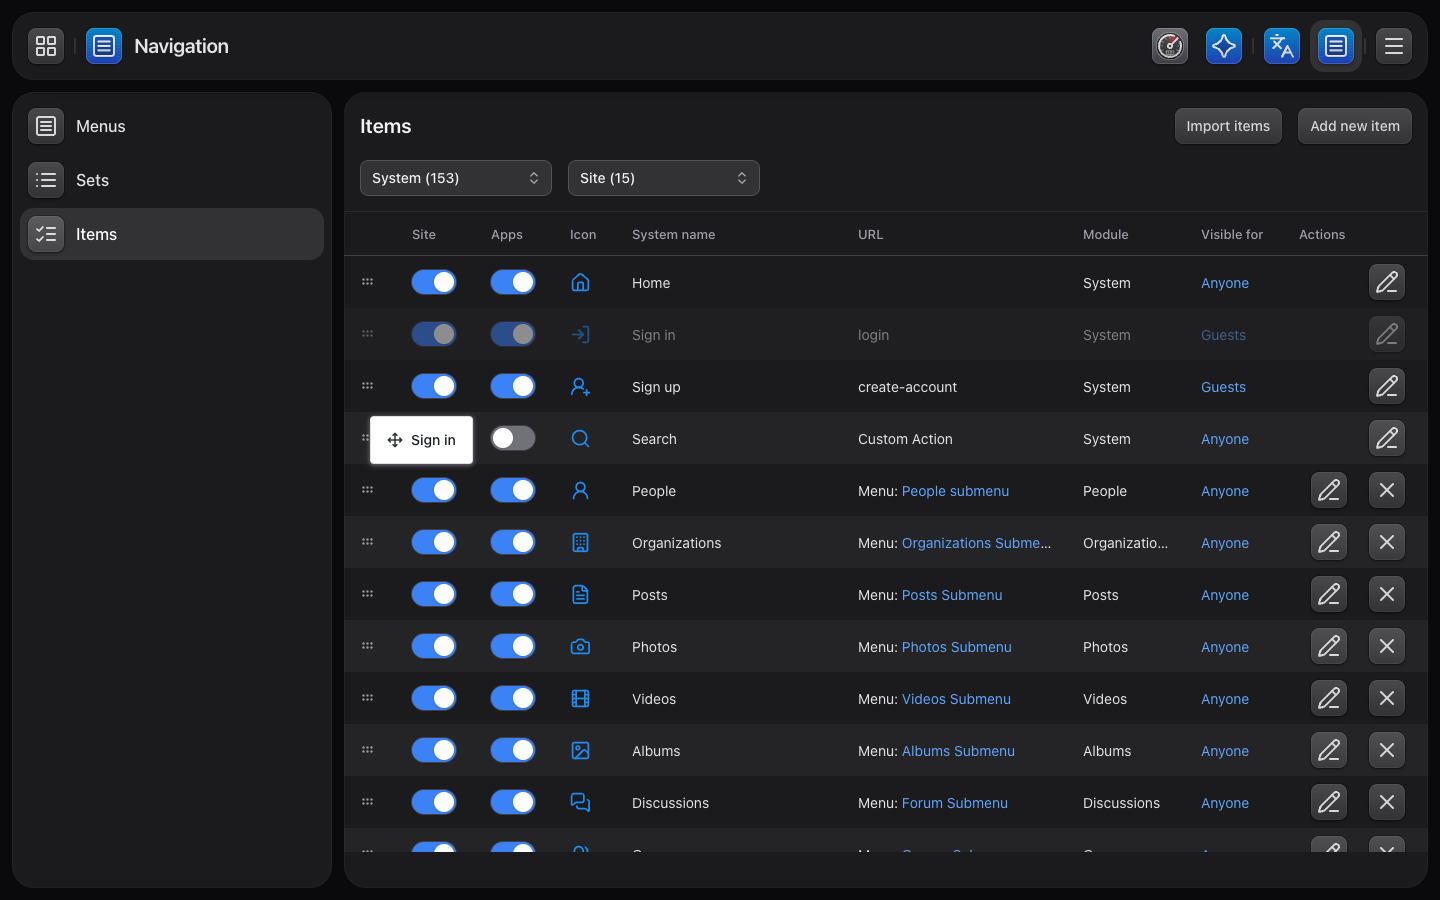 Navigation
Menus
Sets
Items
Items
Import items
Add new item
System (153)
Site (15)
Site Apps Icon System name URL Module Visible for Actions
Home System Anyone
Sign in login System Guests
Sign up create-account System Guests
Sign in
Search Custom Action System Anyone
People Menu: People submenu People Anyone
Organizations Menu: Organizations Subme... Organizatio... Anyone
Posts Menu: Posts Submenu Posts Anyone
Photos Menu: Photos Submenu Photos Anyone
Videos Menu: Videos Submenu Videos Anyone
Albums Menu: Albums Submenu Albums Anyone
Discussions Menu: Forum Submenu Discussions Anyone